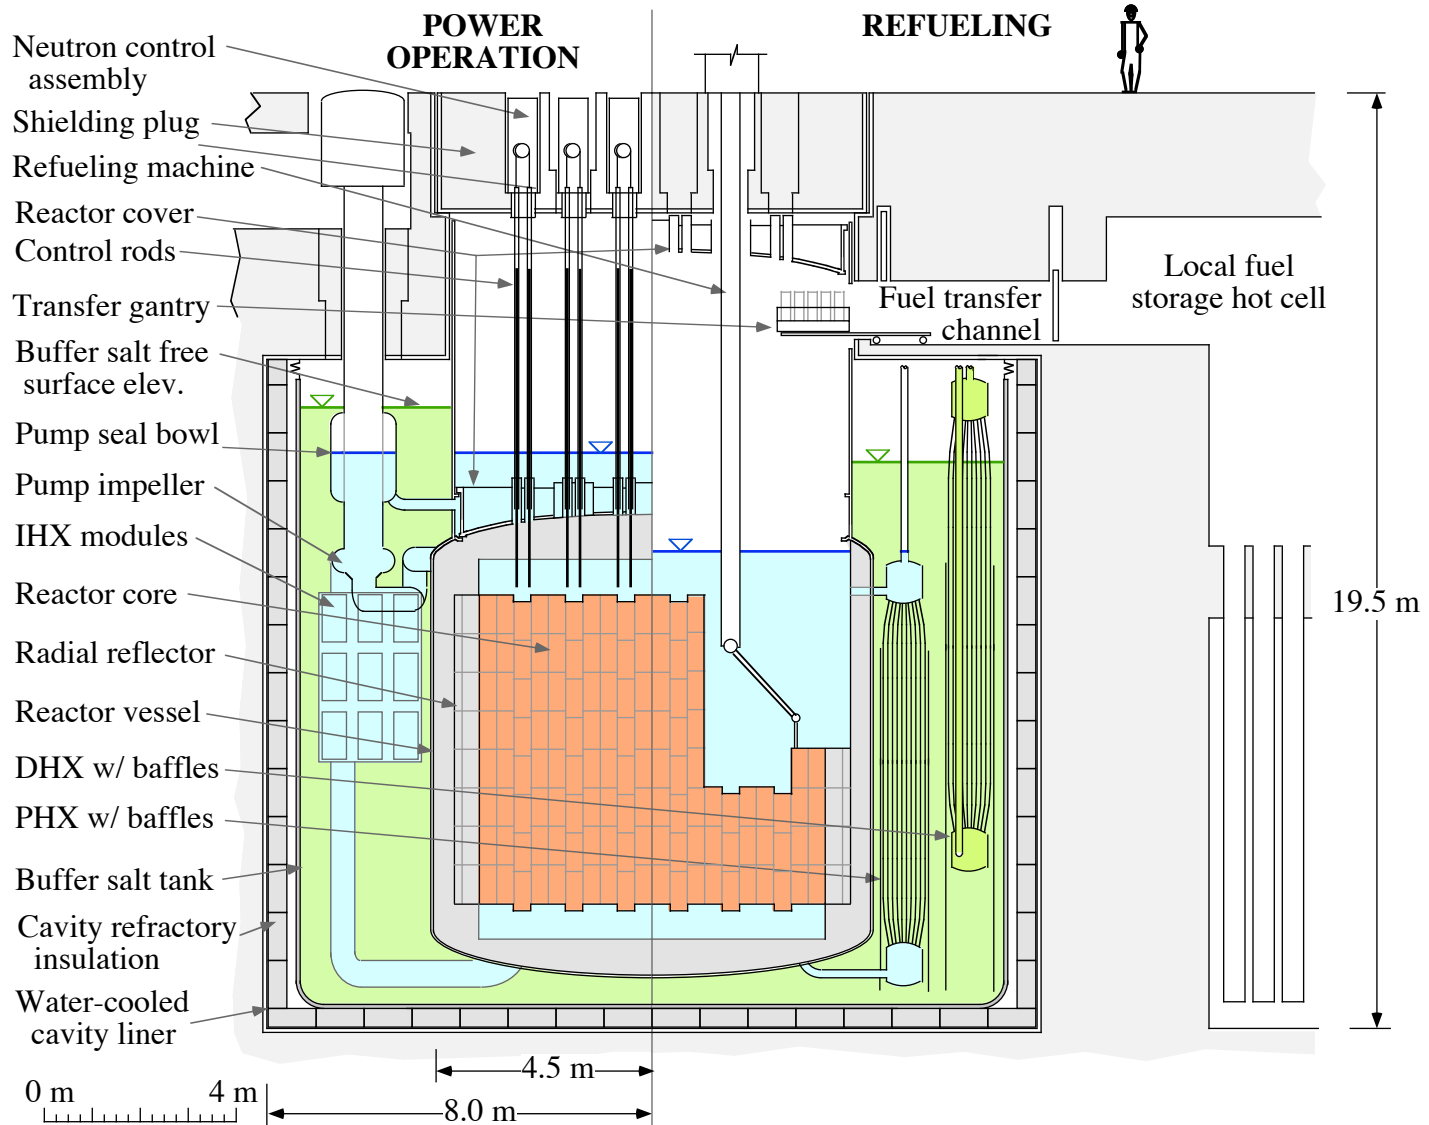 POWER
OPERATION
REFUELING
Neutron control
assembly
Shielding plug
Refueling machine
Reactor cover
Control rods
Transfer gantry
Buffer salt free
surface elev.
Pump seal bowl
Pump impeller
IHX modules
Reactor core
Radial reflector
Reactor vessel
DHX w/ baffles
PHX w/ baffles
Buffer salt tank
Cavity refractory
insulation
Water-cooled
cavity liner
Fuel transfer
channel
Local fuel
storage hot cell
19.5 m
4.5 m
8.0 m
0 m
4 m